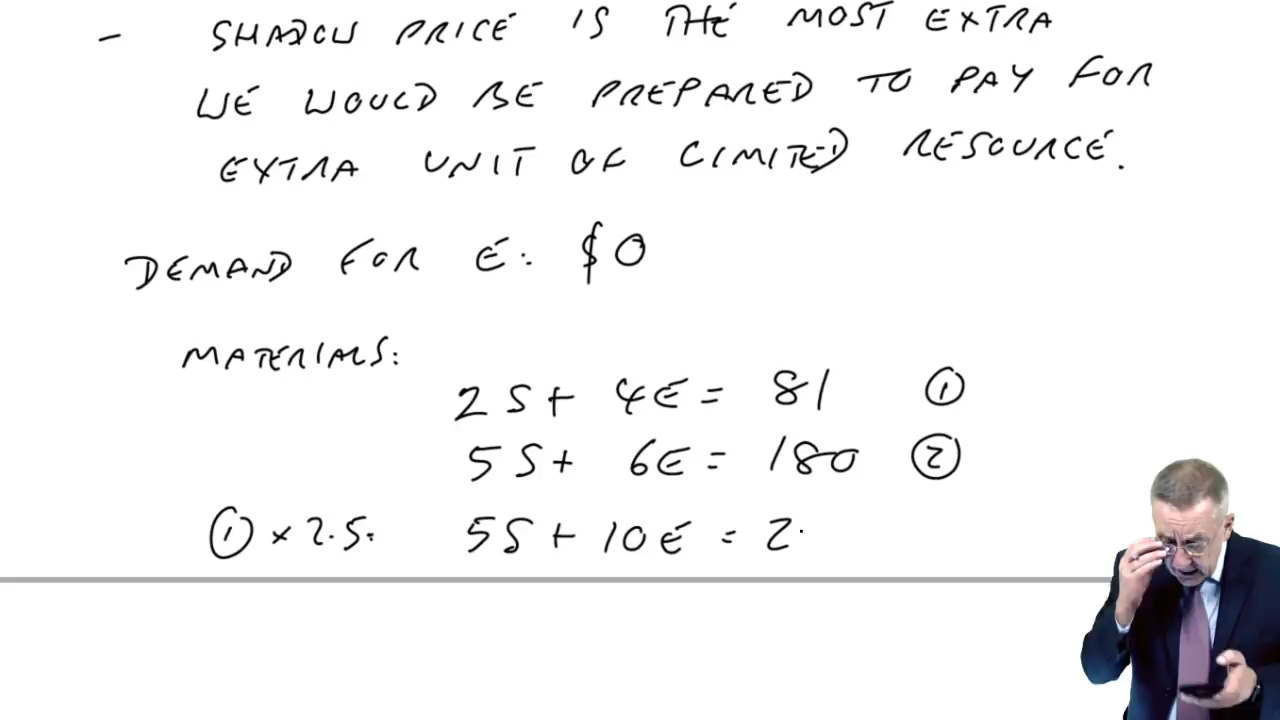 - SHADOW PRICE IS THE MOST EXTRA
WE WOULD BE PREPARED TO PAY FOR
EXTRA UNIT OF LIMITED RESOURCE.
DEMAND FOR E: $0
MATERIALS:
2S + 4E = 81 ①
5S + 6E = 180 ②
① × 2.5: 5S + 10E = 2.